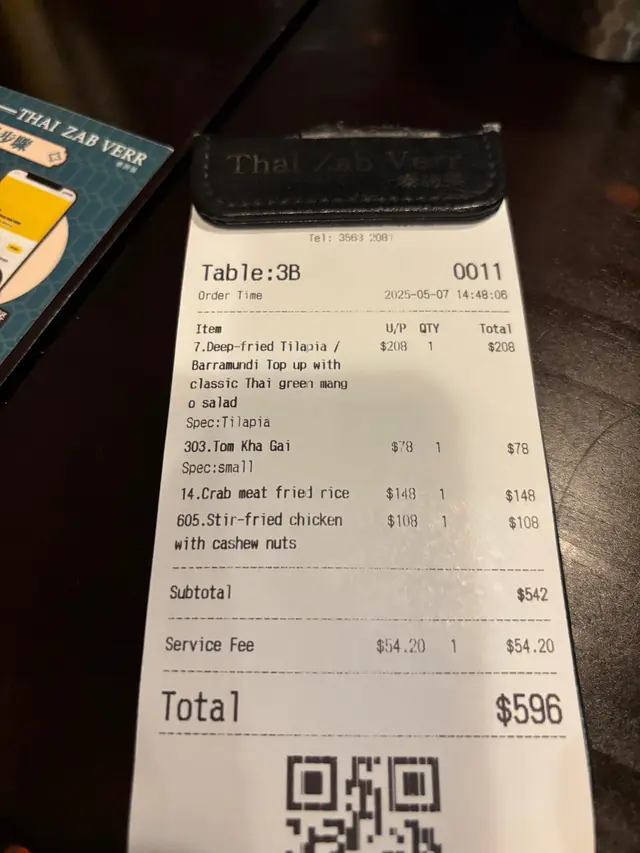 THAI ZAB VERR
步驟
Thai Zab Verr
Tel: 3563 2081
Table:3B 0011
Order Time 2025-05-07 14:48:06
Item U/P QTY Total
7.Deep-fried Tilapia / $208 1 $208
Barramundi Top up with
classic Thai green mang
o salad
Spec:Tilapia
303.Tom Kha Gai $78 1 $78
Spec:small
14.Crab meat fried rice $148 1 $148
605.Stir-fried chicken $108 1 $108
with cashew nuts
Subtotal $542
Service Fee $54.20 1 $54.20
Total $596